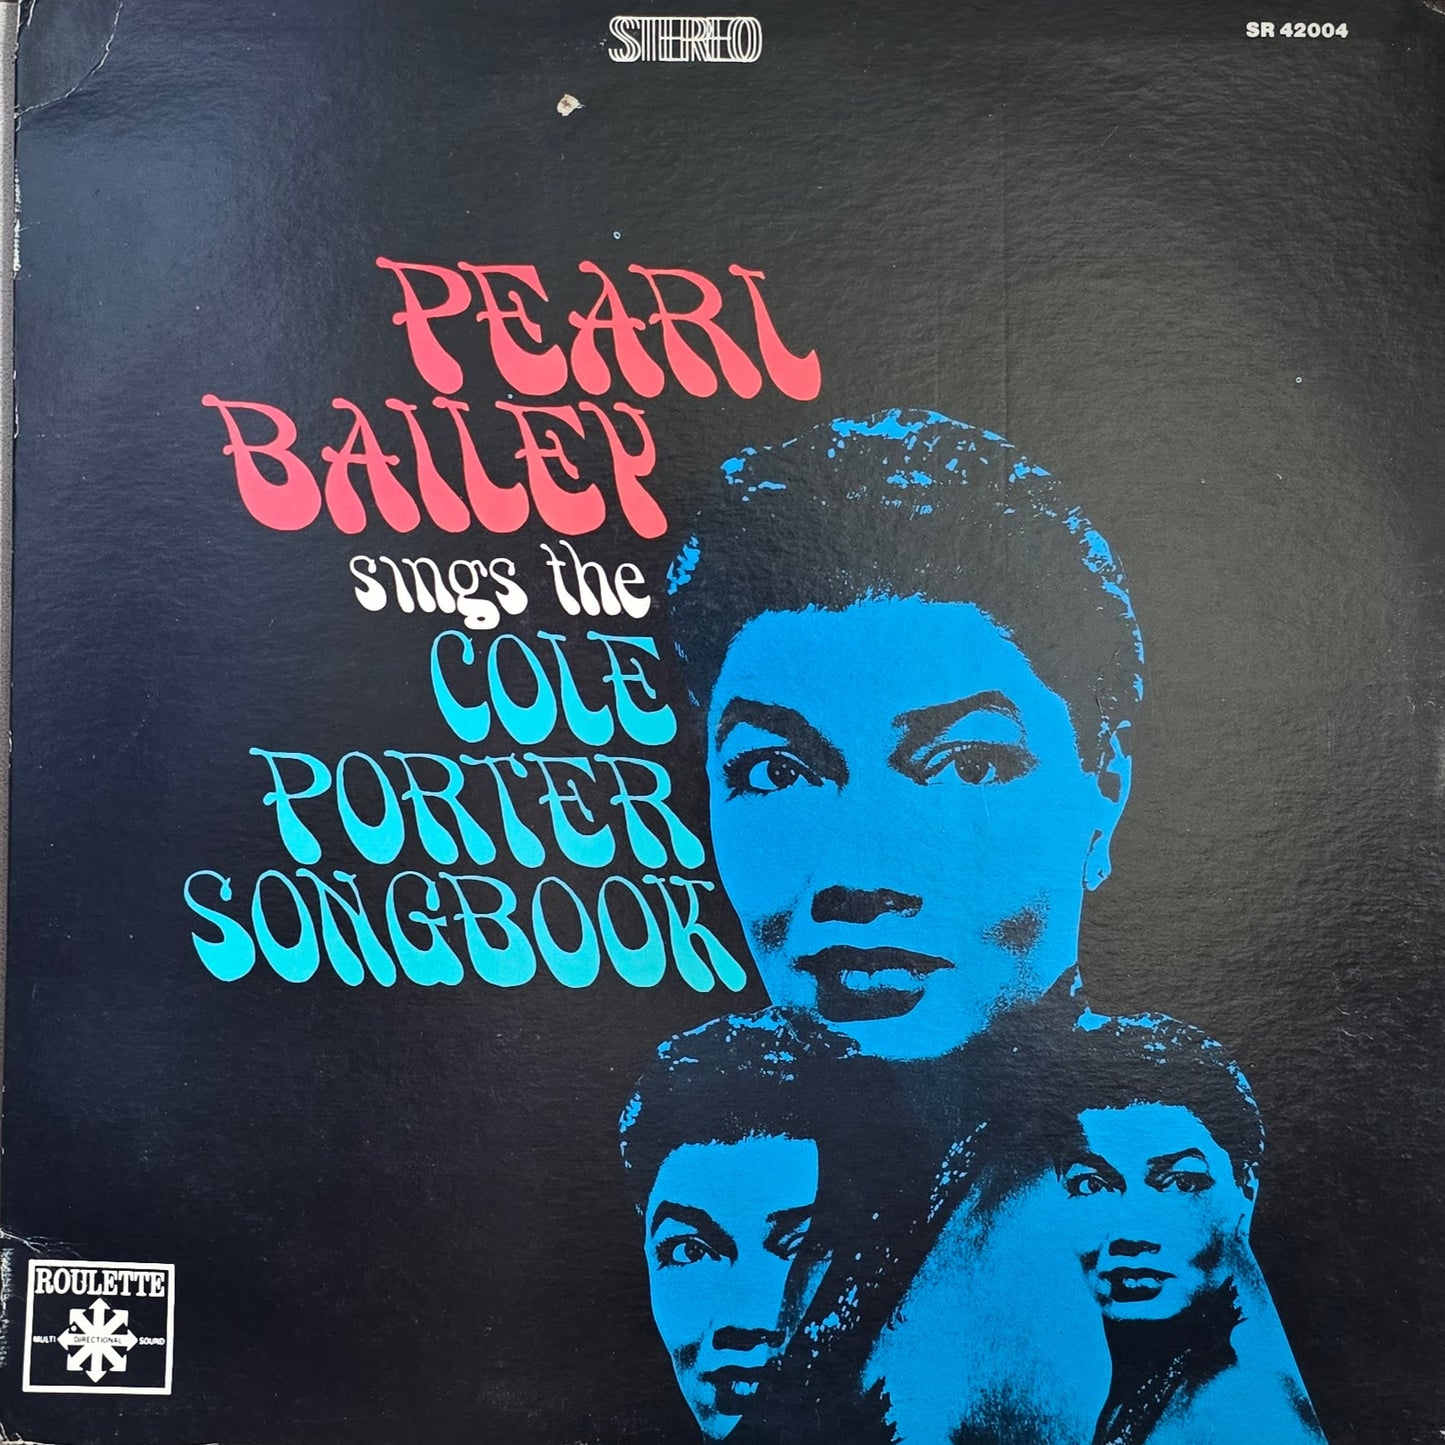 STEREO
SR 42004
PEARL
BAILEY
sings the
COLE
PORTER
SONGBOOK
ROULETTE
MULTI DIRECTIONAL SOUND